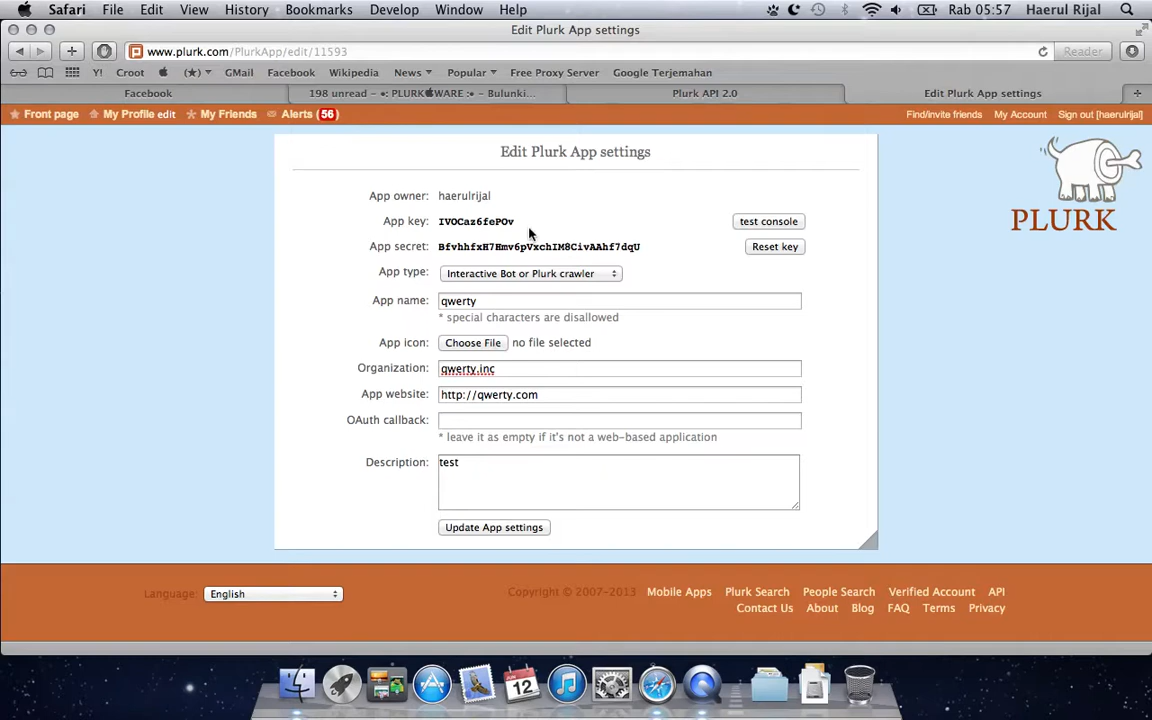 Safari File Edit View History Bookmarks Develop Window Help Rab 05:57 Haerul Rijal
Edit Plurk App settings
www.plurk.com/PlurkApp/edit/11593 Reader
Y! Croot (★) GMail Facebook Wikipedia News Popular Free Proxy Server Google Terjemahan
Facebook 198 unread - •: PLURKWARE :• - Bulunki... Plurk API 2.0 Edit Plurk App settings +
Front page My Profile edit My Friends Alerts (56) Find/invite friends My Account Sign out [haerulrijal]
Edit Plurk App settings
PLURK
App owner: haerulrijal
App key: IVOCaz6fePOv test console
App secret: BfvhhfxH7Hmv6pVxchIM8CivAAhf7dqU Reset key
App type: Interactive Bot or Plurk crawler
App name: qwerty
* special characters are disallowed
App icon: Choose File no file selected
Organization: qwerty.inc
App website: http://qwerty.com
OAuth callback:
* leave it as empty if it's not a web-based application
Description: test
Update App settings
Language: English Copyright © 2007-2013 Mobile Apps Plurk Search People Search Verified Account API
Contact Us About Blog FAQ Terms Privacy
12